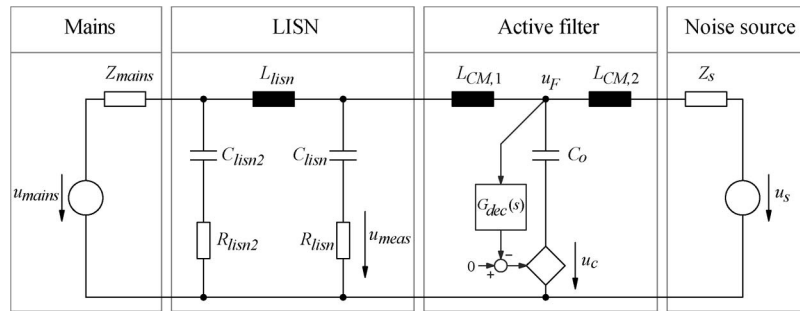 Mains
LISN
Active filter
Noise source
Zmains
Llisn
LCM,1
uF
LCM,2
Zs
Clisn2
Clisn
Co
umains
Gdec(s)
us
Rlisn2
Rlisn
umeas
0
+
−
uc